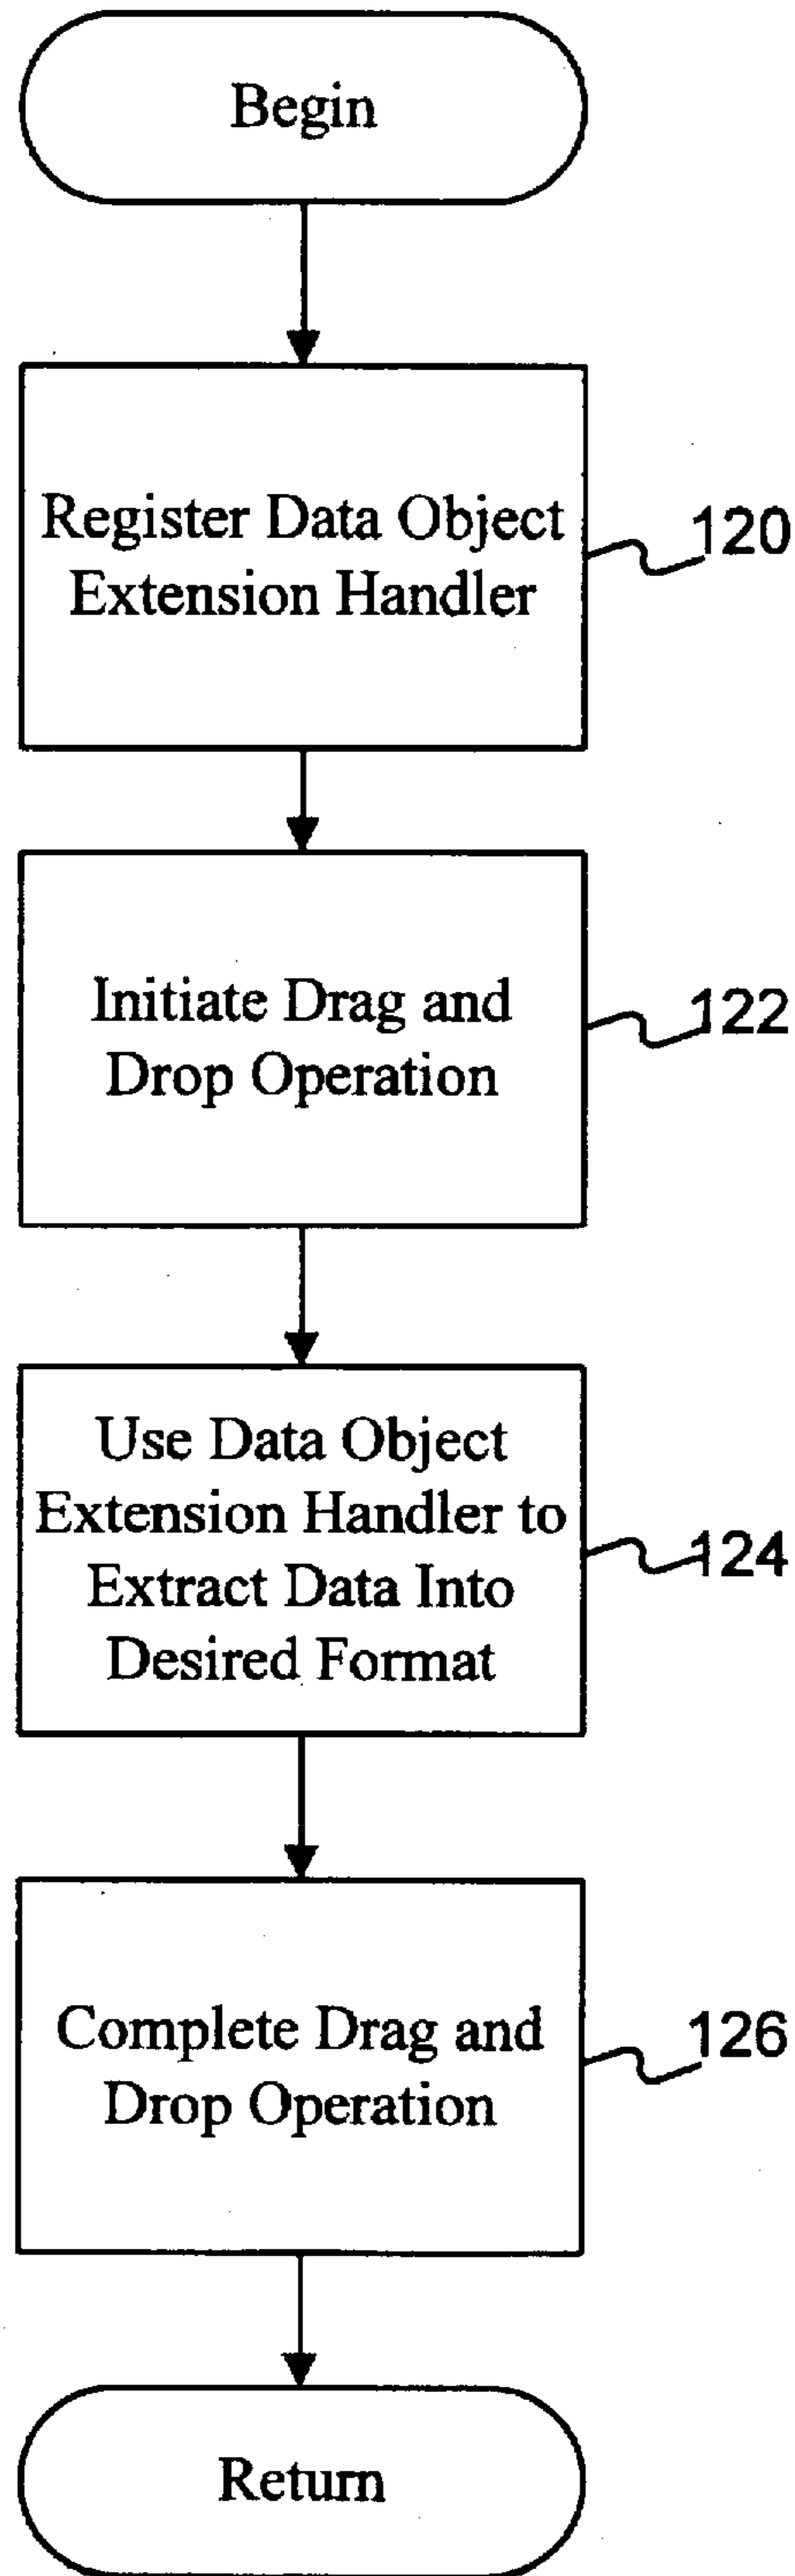 Begin
Register Data Object
Extension Handler
120
Initiate Drag and
Drop Operation
122
Use Data Object
Extension Handler to
Extract Data Into
Desired Format
124
Complete Drag and
Drop Operation
126
Return